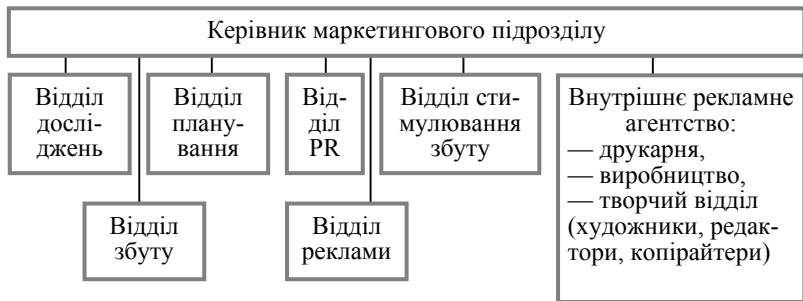 Керівник маркетингового підрозділу
Відділ
дослі-
джень
Відділ
плану-
вання
Від-
діл
PR
Відділ сти-
мулювання
збуту
Внутрішнє рекламне
агентство:
— друкарня,
— виробництво,
— творчий відділ
(художники, редак-
тори, копірайтери)
Відділ
збуту
Відділ
реклами